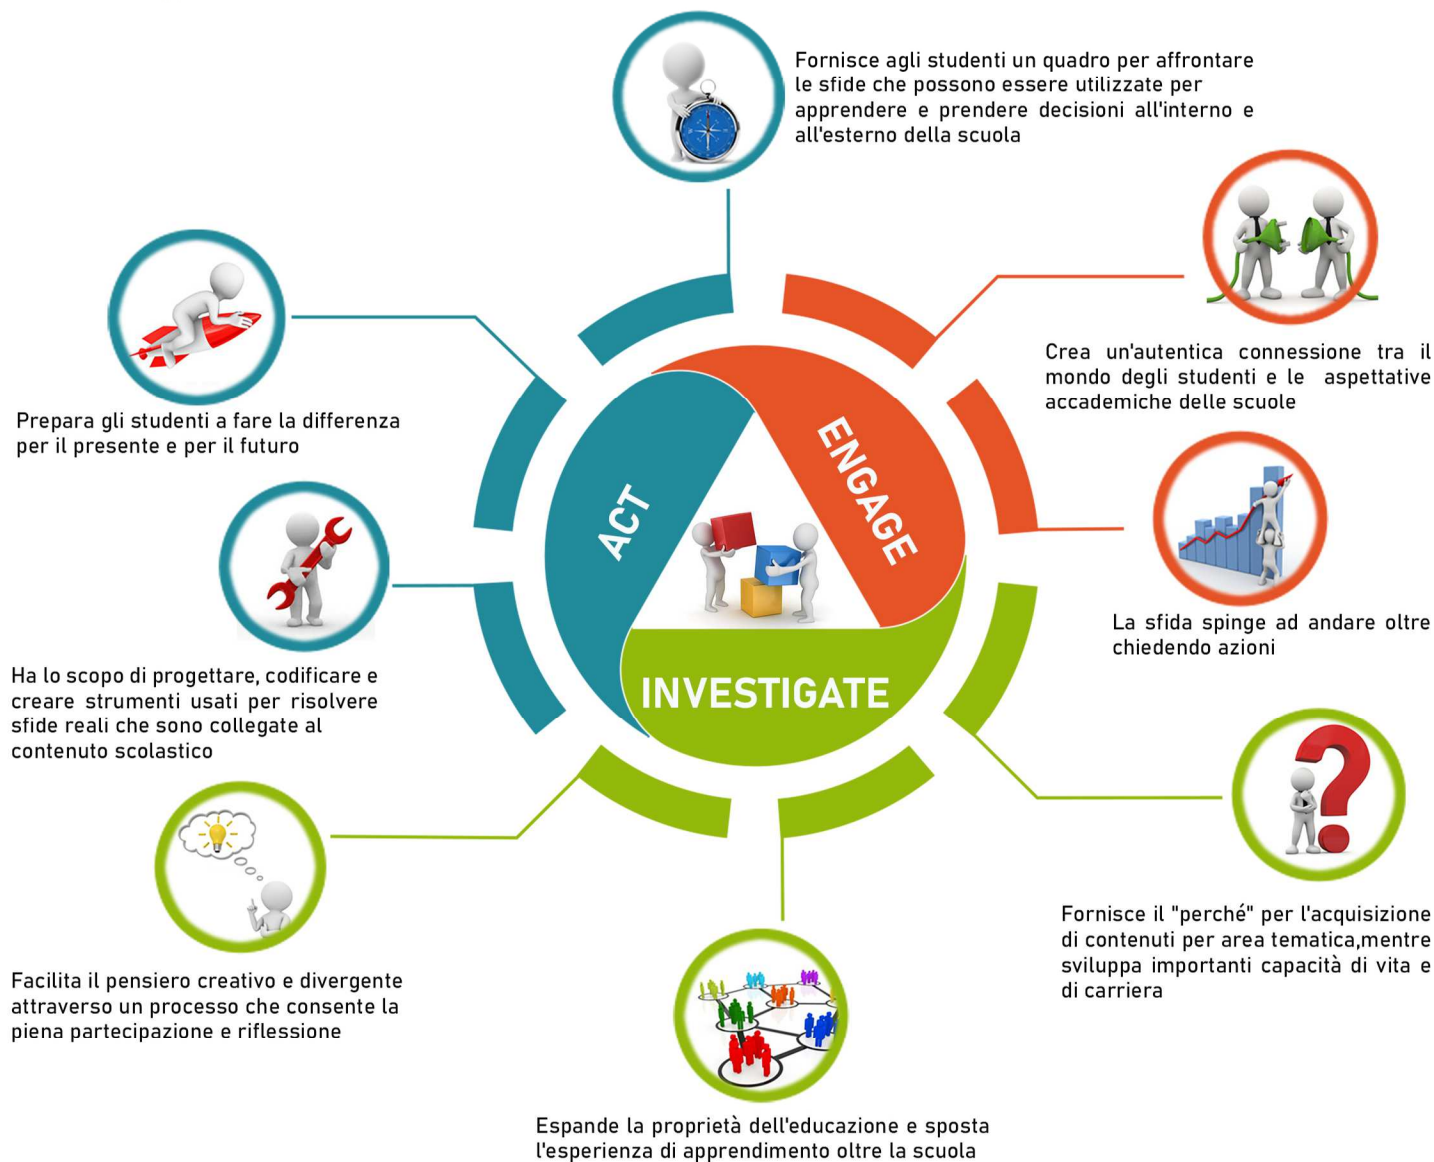 Fornisce agli studenti un quadro per affrontare
le sfide che possono essere utilizzate per
apprendere e prendere decisioni all'interno e
all'esterno della scuola
Crea un'autentica connessione tra il
mondo degli studenti e le aspettative
accademiche delle scuole
La sfida spinge ad andare oltre
chiedendo azioni
Fornisce il "perché" per l'acquisizione
di contenuti per area tematica,mentre
sviluppa importanti capacità di vita e
di carriera
Espande la proprietà dell'educazione e sposta
l'esperienza di apprendimento oltre la scuola
Facilita il pensiero creativo e divergente
attraverso un processo che consente la
piena partecipazione e riflessione
Ha lo scopo di progettare, codificare e
creare strumenti usati per risolvere
sfide reali che sono collegate al
contenuto scolastico
Prepara gli studenti a fare la differenza
per il presente e per il futuro
ENGAGE
INVESTIGATE
ACT